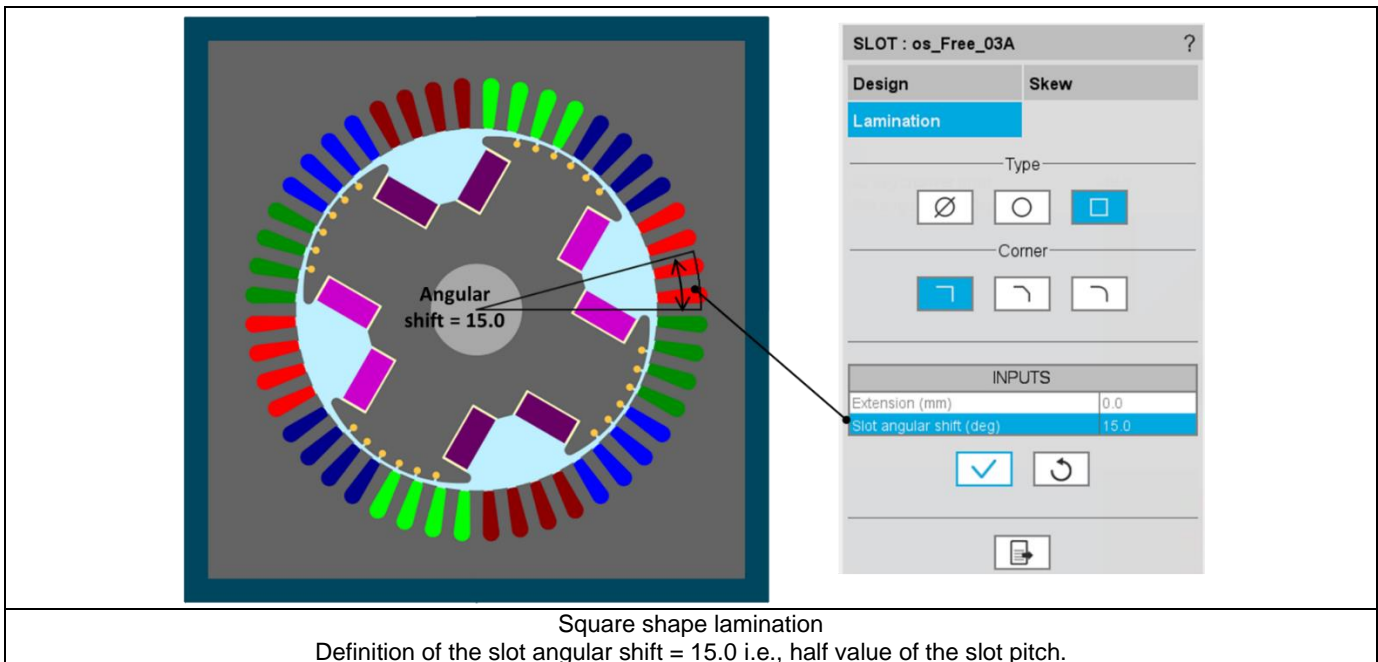 Angular
shift = 15.0
SLOT : os_Free_03A ?
Design Skew
Lamination
Type
Corner
INPUTS
Extension (mm) 0.0
Slot angular shift (deg) 15.0
Square shape lamination
Definition of the slot angular shift = 15.0 i.e., half value of the slot pitch.